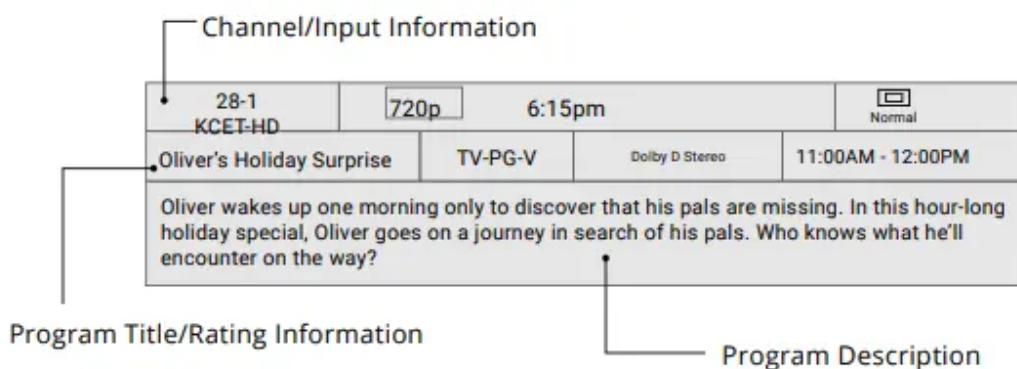 Channel/Input Information
28-1
KCET-HD
720p
6:15pm
Normal
Oliver's Holiday Surprise
TV-PG-V
Dolby D Stereo
11:00AM - 12:00PM
Oliver wakes up one morning only to discover that his pals are missing. In this hour-long
holiday special, Oliver goes on a journey in search of his pals. Who knows what he'll
encounter on the way?
Program Title/Rating Information
Program Description